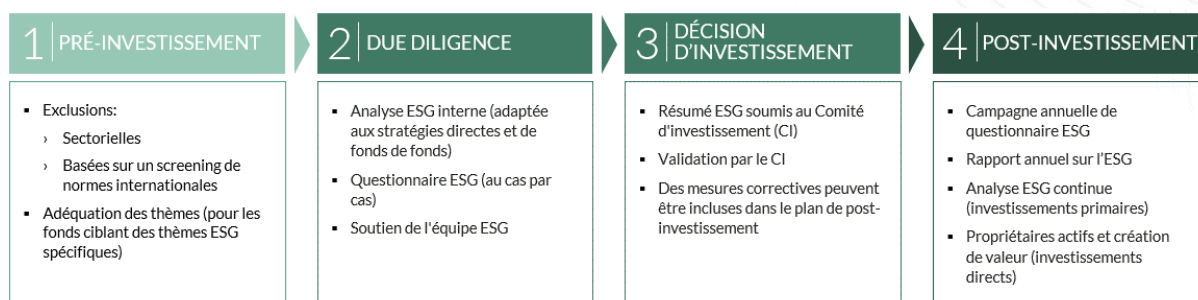 1 PRÉ-INVESTISSEMENT
▪ Exclusions:
› Sectorielles
› Basées sur un screening de
normes internationales
▪ Adéquation des thèmes (pour les
fonds ciblant des thèmes ESG
spécifiques)
2 DUE DILIGENCE
▪ Analyse ESG interne (adaptée
aux stratégies directes et de
fonds de fonds)
▪ Questionnaire ESG (au cas par
cas)
▪ Soutien de l'équipe ESG
3 DÉCISION
D'INVESTISSEMENT
▪ Résumé ESG soumis au Comité
d'investissement (CI)
▪ Validation par le CI
▪ Des mesures correctives peuvent
être incluses dans le plan de post-
investissement
4 POST-INVESTISSEMENT
▪ Campagne annuelle de
questionnaire ESG
▪ Rapport annuel sur l'ESG
▪ Analyse ESG continue
(investissements primaires)
▪ Propriétaires actifs et création
de valeur (investissements
directs)